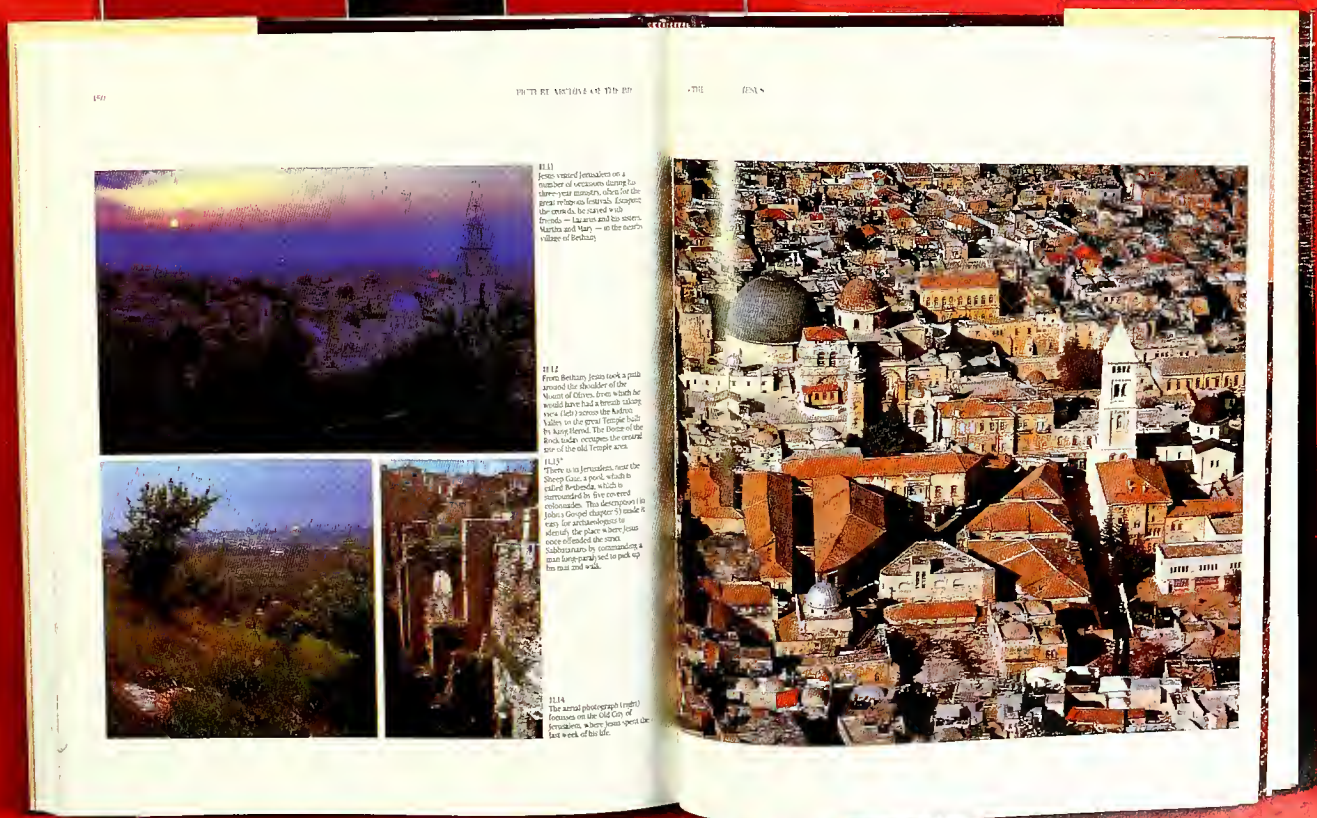 150
PICTURE ARCHIVE OF THE
THE JESUS
11.11
Jesus visited Jerusalem on a
number of occasions during his
three-year ministry, often for the
great religious festivals. Escaping
the crowds, he stayed with
friends — Lazarus and his sisters,
Martha and Mary — in the nearby
village of Bethany
11.12
From Bethany Jesus took a path
around the shoulder of the
Mount of Olives, from which he
would have had a breath-taking
view (left) across the Kidron
Valley to the great Temple built
by King Herod. The Dome of the
Rock today occupies the central
site of the old Temple area.
11.13
'There is in Jerusalem, near the
Sheep Gate, a pool, which is
called Bethesda, which is
surrounded by five covered
colonnades. This description (in
John's Gospel chapter 5) made it
easy for archaeologists to
identify the place where Jesus
once offended the strict
Sabbatarians by commanding a
man long-paralysed to pick up
his mat and walk.
11.14
The aerial photograph (right)
focusses on the Old City of
Jerusalem, where Jesus spent the
last week of his life.